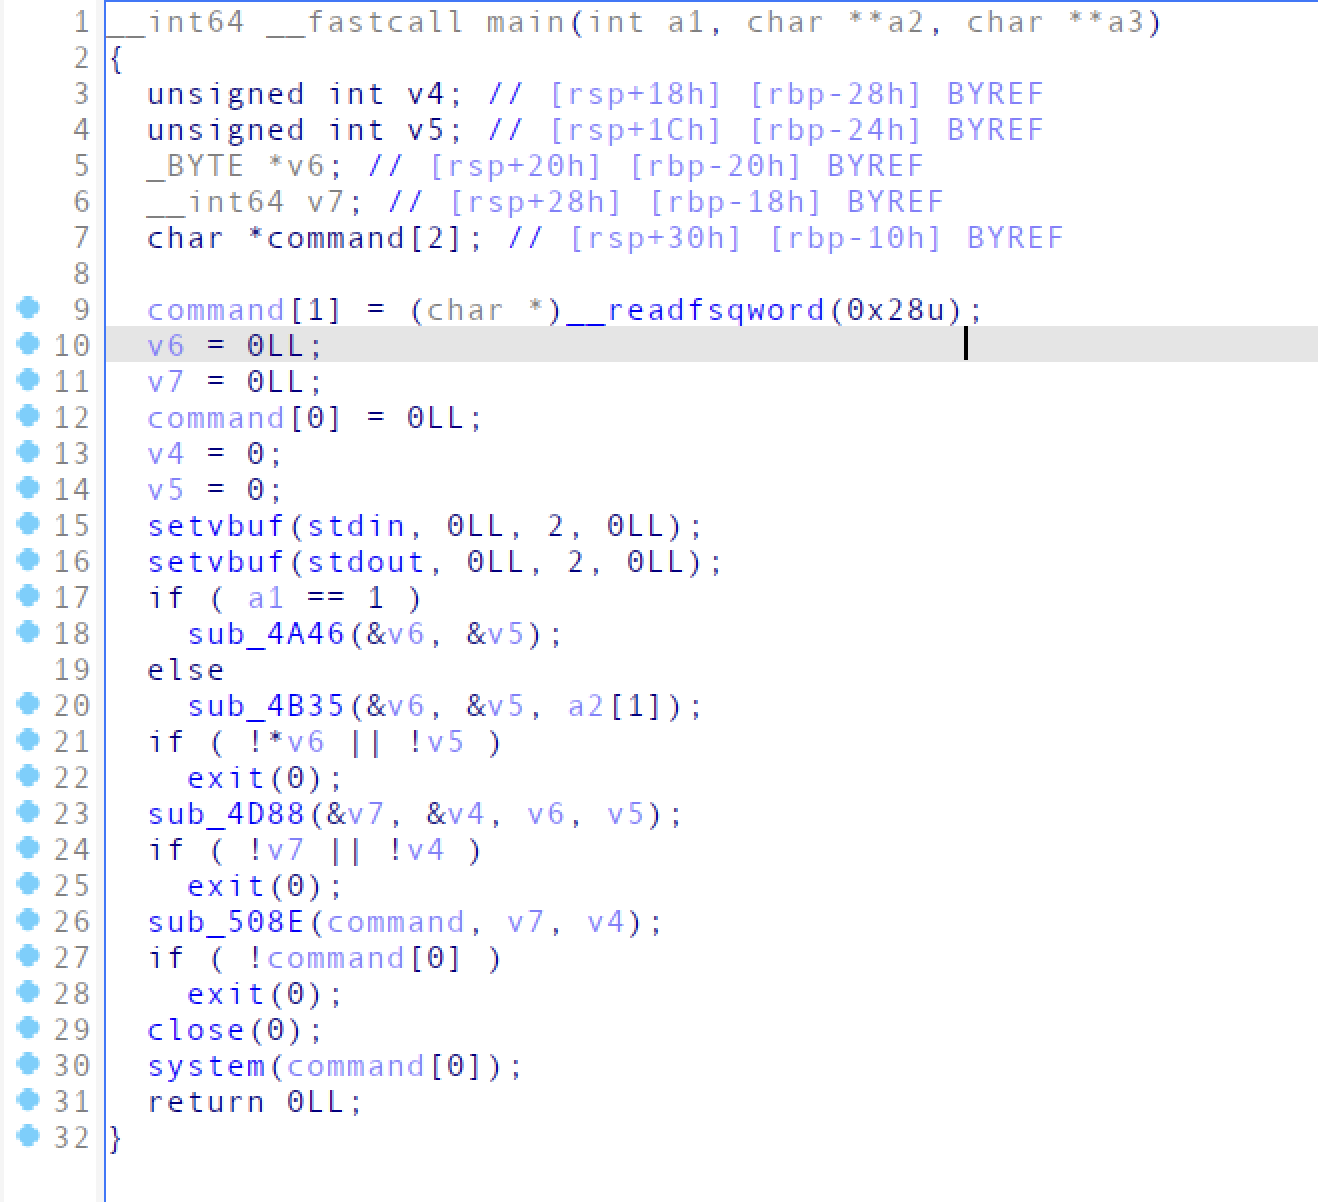 1 __int64 __fastcall main(int a1, char **a2, char **a3)
2 {
3   unsigned int v4; // [rsp+18h] [rbp-28h] BYREF
4   unsigned int v5; // [rsp+1Ch] [rbp-24h] BYREF
5   _BYTE *v6; // [rsp+20h] [rbp-20h] BYREF
6   __int64 v7; // [rsp+28h] [rbp-18h] BYREF
7   char *command[2]; // [rsp+30h] [rbp-10h] BYREF
8
9   command[1] = (char *)__readfsqword(0x28u);
10   v6 = 0LL;
11   v7 = 0LL;
12   command[0] = 0LL;
13   v4 = 0;
14   v5 = 0;
15   setvbuf(stdin, 0LL, 2, 0LL);
16   setvbuf(stdout, 0LL, 2, 0LL);
17   if ( a1 == 1 )
18     sub_4A46(&v6, &v5);
19   else
20     sub_4B35(&v6, &v5, a2[1]);
21   if ( !*v6 || !v5 )
22     exit(0);
23   sub_4D88(&v7, &v4, v6, v5);
24   if ( !v7 || !v4 )
25     exit(0);
26   sub_508E(command, v7, v4);
27   if ( !command[0] )
28     exit(0);
29   close(0);
30   system(command[0]);
31   return 0LL;
32 }